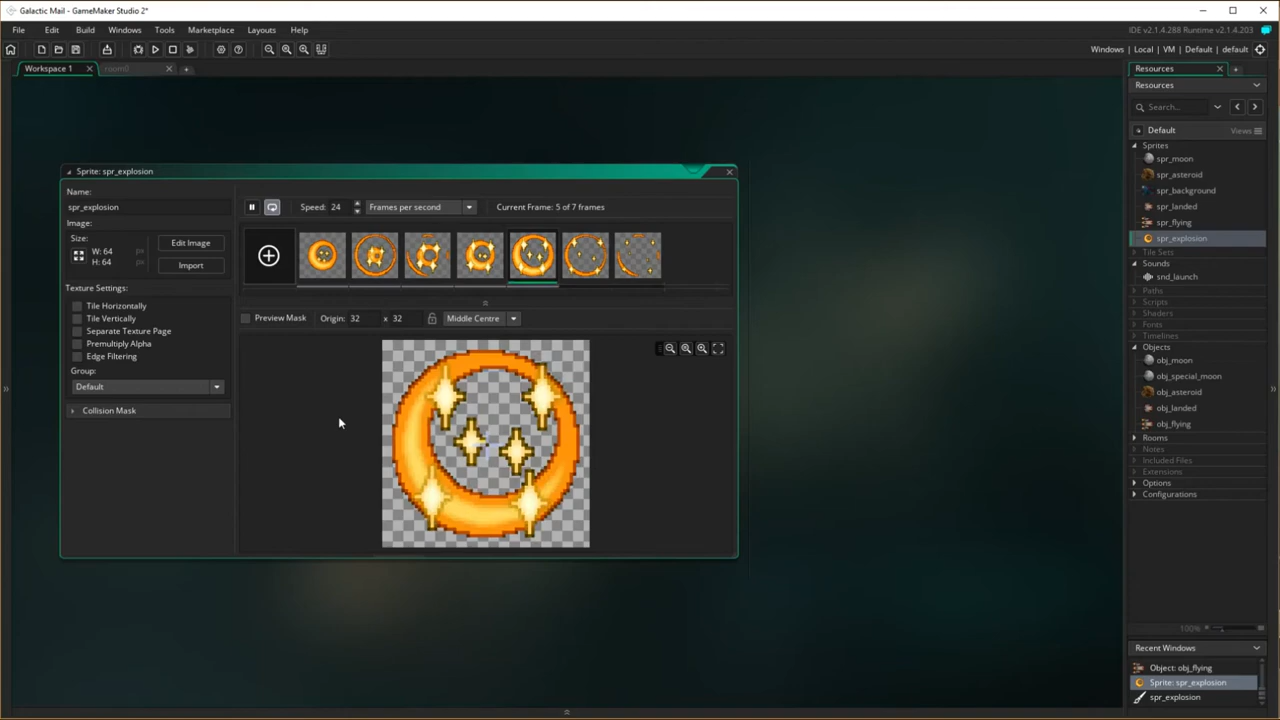 Galactic Mail - GameMaker Studio 2*
File Edit Build Windows Tools Marketplace Layouts Help
IDE v2.1.4.288 Runtime v2.1.4.203
Windows | Local | VM | Default | default
Workspace 1
room0
Resources
Resources
Search...
Default
Views
Sprites
spr_moon
spr_asteroid
spr_background
spr_landed
spr_flying
spr_explosion
Tile Sets
Sounds
snd_launch
Paths
Scripts
Shaders
Fonts
Timelines
Objects
obj_moon
obj_special_moon
obj_asteroid
obj_landed
obj_flying
Rooms
Notes
Included Files
Extensions
Options
Configurations
100%
Recent Windows
Object: obj_flying
Sprite: spr_explosion
spr_explosion
Sprite: spr_explosion
Name:
spr_explosion
Image:
Size:
W: 64 px
H: 64 px
Edit Image
Import
Texture Settings:
Tile Horizontally
Tile Vertically
Separate Texture Page
Premultiply Alpha
Edge Filtering
Group:
Default
Collision Mask
Speed: 24 Frames per second Current Frame: 5 of 7 frames
Preview Mask Origin: 32 x 32 Middle Centre